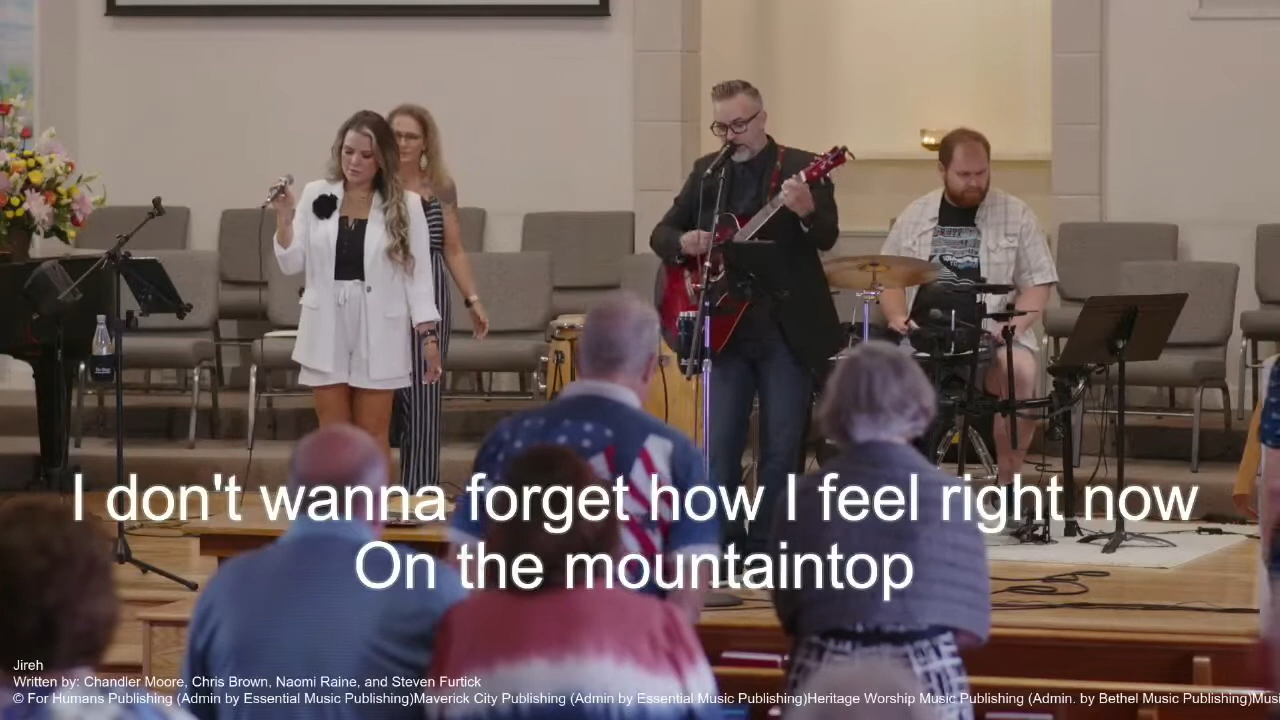 I don't wanna forget how I feel right now
On the mountaintop
Jireh
Written by: Chandler Moore, Chris Brown, Naomi Raine, and Steven Furtick
© For Humans Publishing (Admin by Essential Music Publishing)Maverick City Publishing (Admin by Essential Music Publishing)Heritage Worship Music Publishing (Admin. by Bethel Music Publishing)Mus